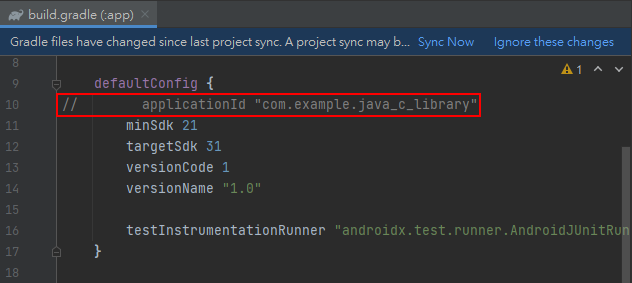 build.gradle (:app)
Gradle files have changed since last project sync. A project sync may b... Sync Now Ignore these changes
8
9 defaultConfig { 1
10 // applicationId "com.example.java_c_library"
11 minSdk 21
12 targetSdk 31
13 versionCode 1
14 versionName "1.0"
15
16 testInstrumentationRunner "androidx.test.runner.AndroidJUnitRun
17 }
18